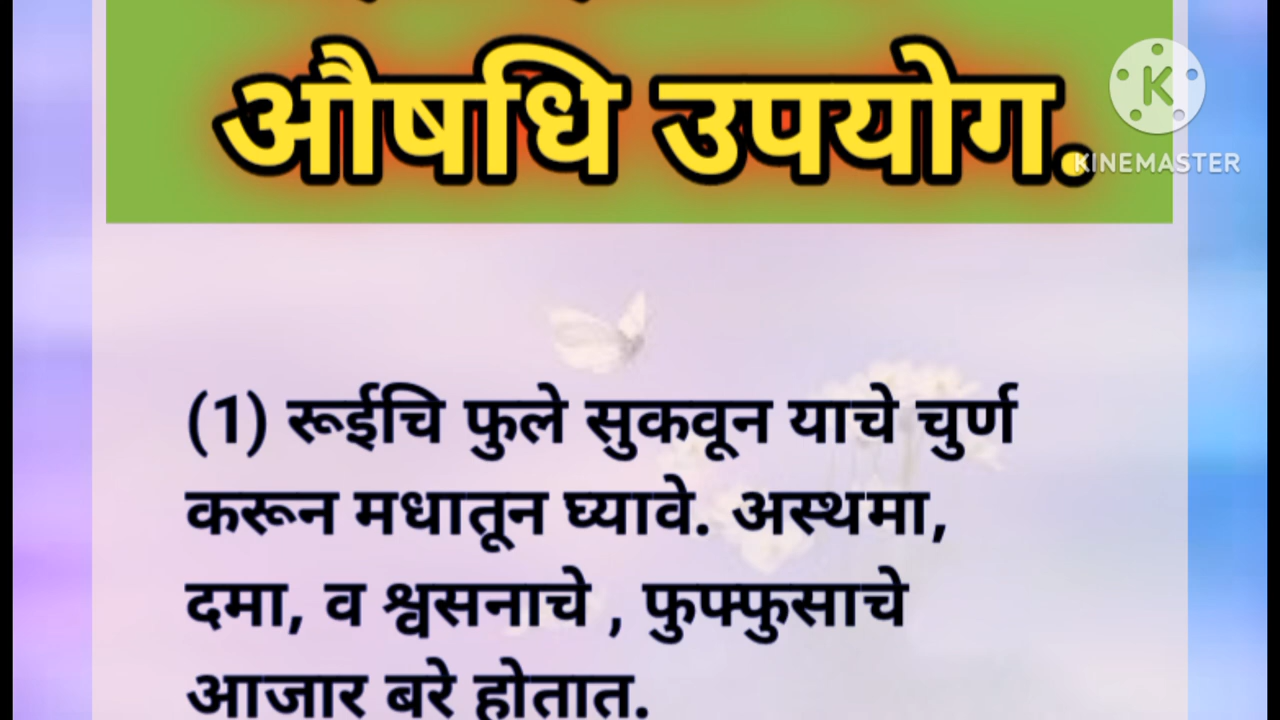 औषधि उपयोग.
KINEMASTER
(1) रूईचि फुले सुकवून याचे चुर्ण
करून मधातून घ्यावे. अस्थमा,
दमा, व श्वसनाचे , फुफ्फुसाचे
आजार बरे होतात.